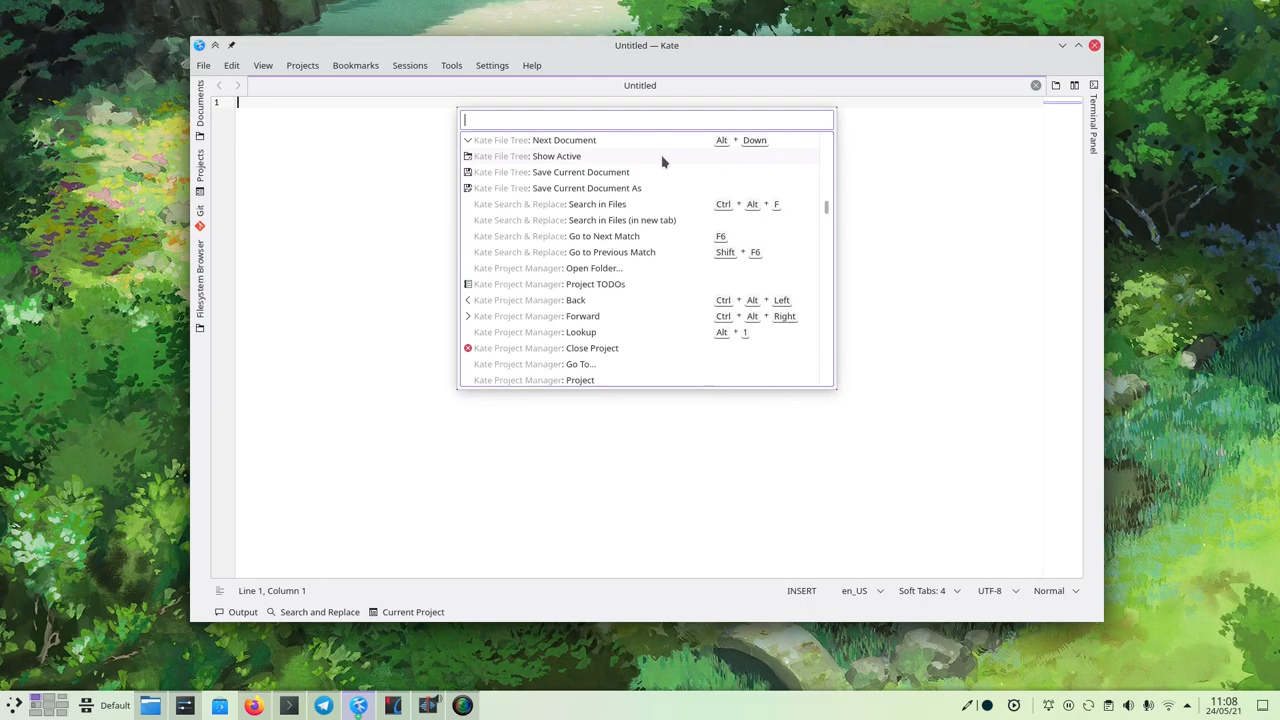 Untitled — Kate
File Edit View Projects Bookmarks Sessions Tools Settings Help
Untitled
Documents
Projects
Git
Filesystem Browser
Terminal Panel
1
Kate File Tree: Next Document Alt + Down
Kate File Tree: Show Active
Kate File Tree: Save Current Document
Kate File Tree: Save Current Document As
Kate Search & Replace: Search in Files Ctrl + Alt + F
Kate Search & Replace: Search in Files (in new tab)
Kate Search & Replace: Go to Next Match F6
Kate Search & Replace: Go to Previous Match Shift + F6
Kate Project Manager: Open Folder...
Kate Project Manager: Project TODOs
Kate Project Manager: Back Ctrl + Alt + Left
Kate Project Manager: Forward Ctrl + Alt + Right
Kate Project Manager: Lookup Alt + 1
Kate Project Manager: Close Project
Kate Project Manager: Go To...
Kate Project Manager: Project
Line 1, Column 1 INSERT en_US Soft Tabs: 4 UTF-8 Normal
Output Search and Replace Current Project
Default
11:08
24/05/21